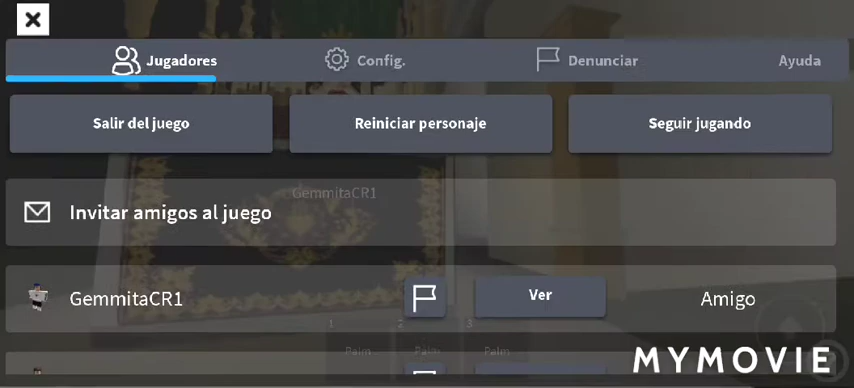 Jugadores
Config.
Denunciar
Ayuda
Salir del juego
Reiniciar personaje
Seguir jugando
GemmitaCR1
Invitar amigos al juego
GemmitaCR1
Ver
Amigo
1 2 3
Palm Palm Palm
MYMOVIE